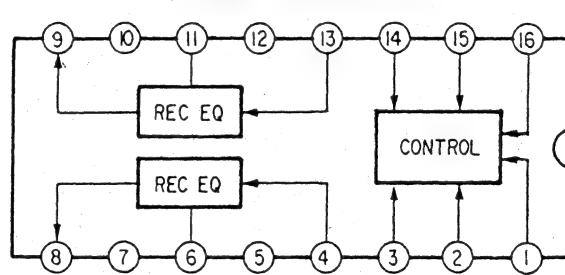 9 10 11 12 13 14 15 16
REC EQ
CONTROL
REC EQ
8 7 6 5 4 3 2 1